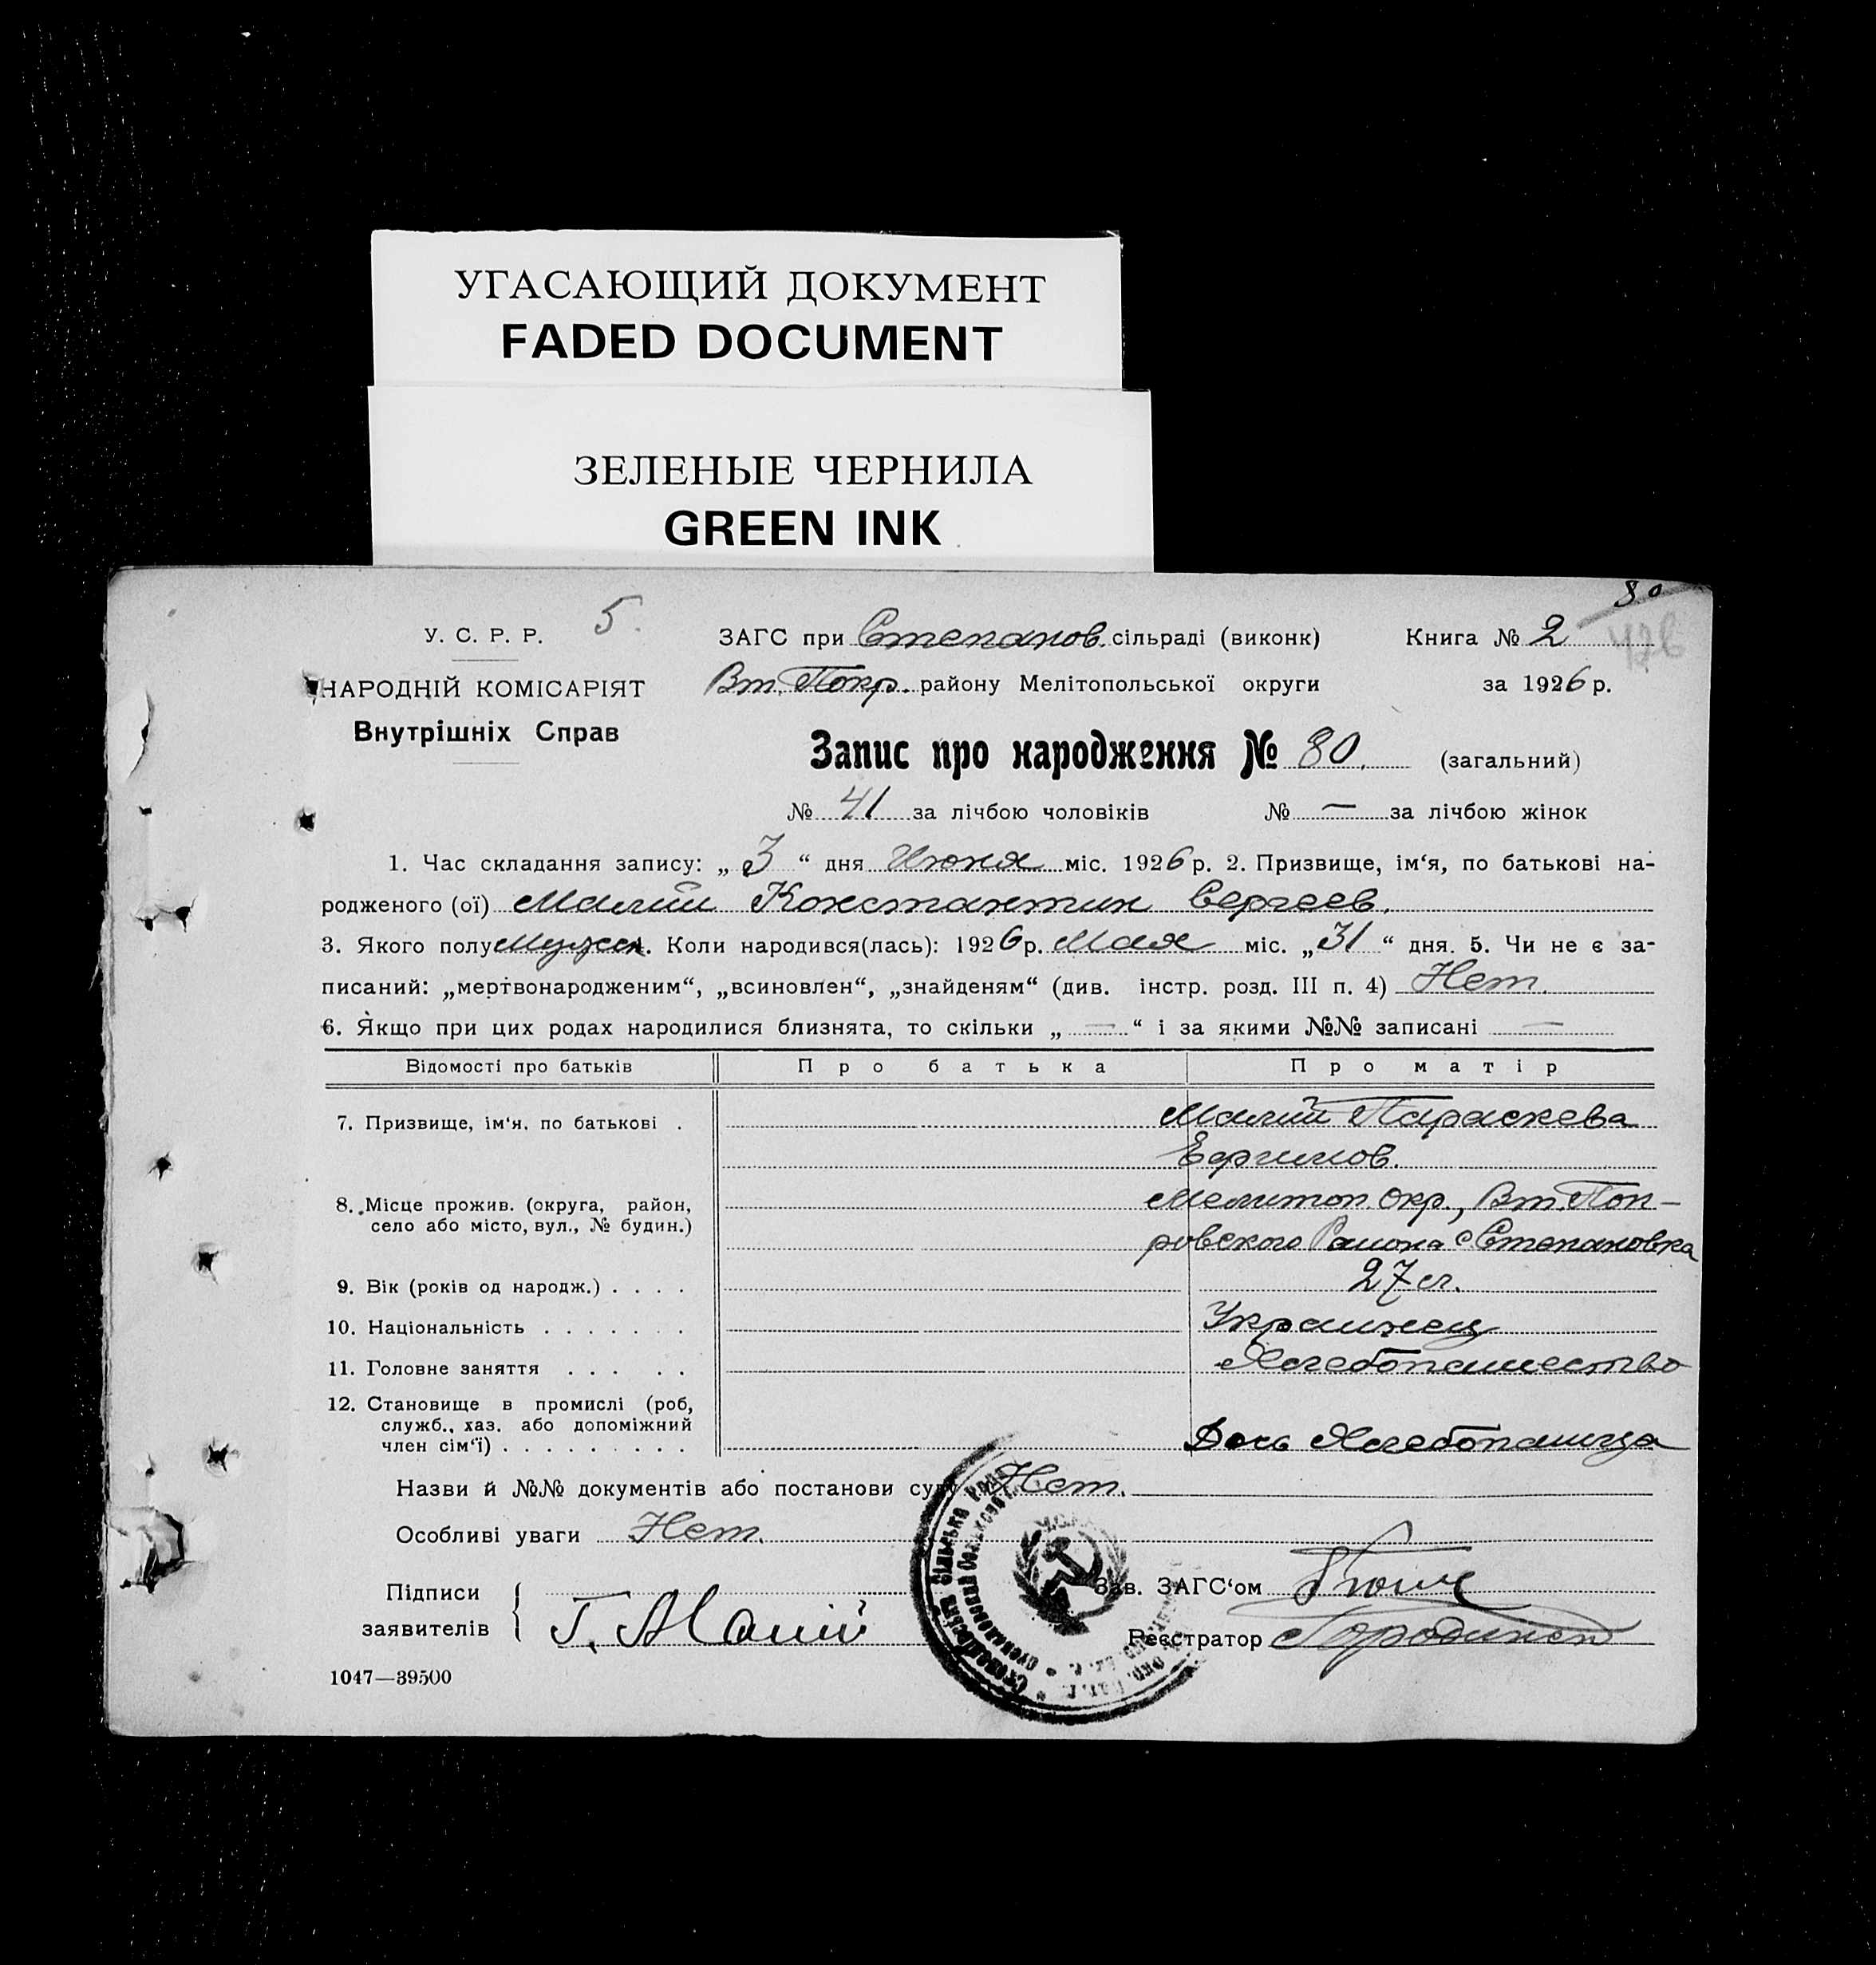 УГАСАЮЩИЙ ДОКУМЕНТ
FADED DOCUMENT
ЗЕЛЕНЫЕ ЧЕРНИЛА
GREEN INK
80
У. С. Р. Р. 5. ЗАГС при Степанов. сільраді (виконк) Книга № 2 426
НАРОДНІЙ КОМІСАРІЯТ Вт. Покр. району Мелітопольської округи за 1926 р.
Внутрішніх Справ
Запис про народження № 80. (загальний)
№ 41 за лічбою чоловіків № — за лічбою жінок
1. Час складання запису: „ 3 “ дня Июня міс. 1926 р. 2. Призвище, ім‘я, по батькові на-
родженого (ої) Малий Константин Сергеев.
3. Якого полу Мужск. Коли народився(лась): 1926 р. Мая міс. „ 31 “ дня. 5. Чи не є за-
писаний: „мертвонародженим“, „всиновлен“, „знайденям“ (див. інстр. розд. III п. 4) Нет.
6. Якщо при цих родах народилися близнята, то скільки „ — “ і за якими №№ записані —
Відомості про батьків Про батька Про матір
7. Призвище, ім‘я, по батькові . Малий Параскева
Ефимов.
8. Місце прожив. (округа, район, Мелитоп. окр., Вт. Пок-
село або місто, вул., № будин.) ровского Района с Степановка
9. Вік (років од народж.) . . . . 27 л.
10. Національність . . . . . . . Украинец
11. Головне заняття . . . . . Хлебопашество
12. Становище в промислі (роб,
служб., хаз. або допоміжний
член сім‘ї) . . . . . . . . . Дочь Хлебопашца
Назви й №№ документів або постанови суду Нет.
Особливі уваги Нет.
Підписи Зав. ЗАГС‘ом
заявителів Г. Малий Реєстратор
1047—39500